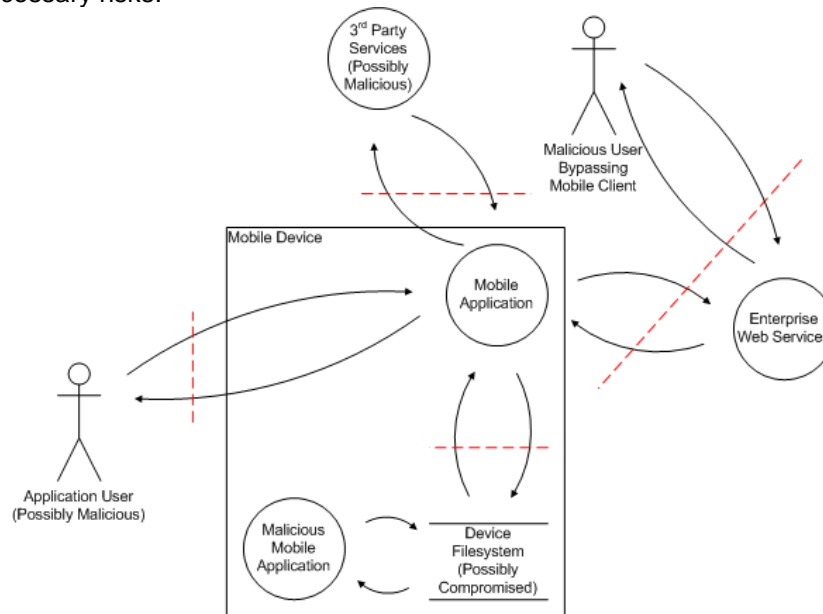 3rd Party
Services
(Possibly
Malicious)
Malicious User
Bypassing
Mobile Client
Mobile Device
Mobile
Application
Enterprise
Web Service
Application User
(Possibly Malicious)
Malicious
Mobile
Application
Device
Filesystem
(Possibly
Compromised)